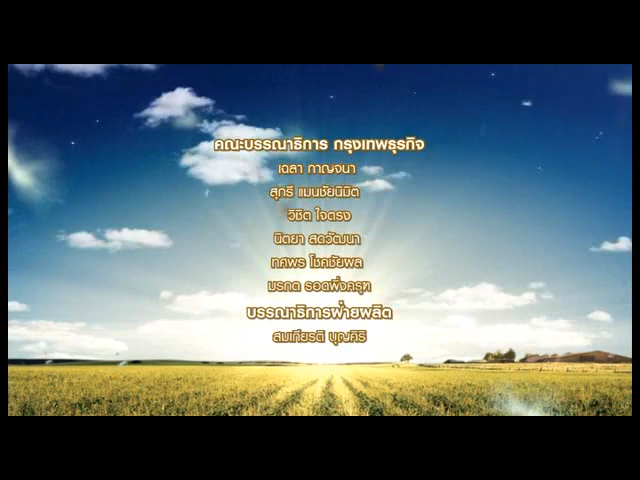 คณะบรรณาธิการ กรุงเทพธุรกิจ
เฉลา กาญจนา
สุกรี แมนชัยนิมิต
วิชิต ใจตรง
นิตยา สดวัฒนา
ทศพร โชคชัยผล
มรกต รอดพึ่งครุฑ
บรรณาธิการฝ่ายผลิต
สมเกียรติ บุญศิริ